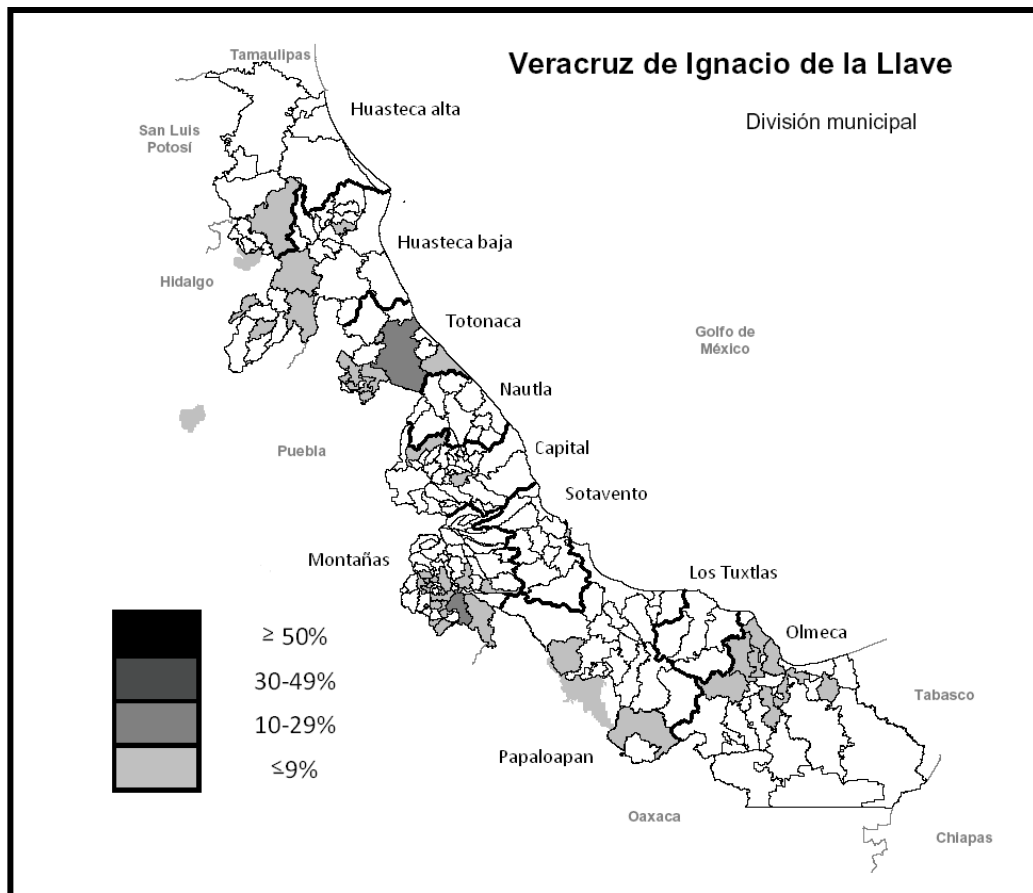 Veracruz de Ignacio de la Llave
División municipal
Tamaulipas
Huasteca alta
San Luis
Potosí
Huasteca baja
Hidalgo
Totonaca
Golfo de
México
Nautla
Puebla
Capital
Sotavento
Montañas
Los Tuxtlas
Olmeca
Tabasco
Papaloapan
Oaxaca
Chiapas
≥ 50%
30-49%
10-29%
≤9%